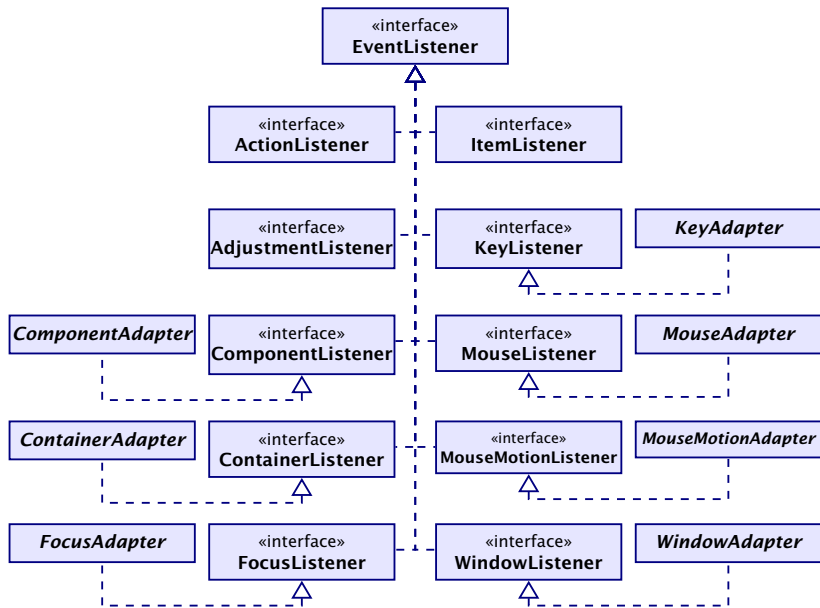 «interface»
EventListener
«interface»
ActionListener
«interface»
ItemListener
«interface»
AdjustmentListener
«interface»
KeyListener
KeyAdapter
ComponentAdapter
«interface»
ComponentListener
«interface»
MouseListener
MouseAdapter
ContainerAdapter
«interface»
ContainerListener
«interface»
MouseMotionListener
MouseMotionAdapter
FocusAdapter
«interface»
FocusListener
«interface»
WindowListener
WindowAdapter